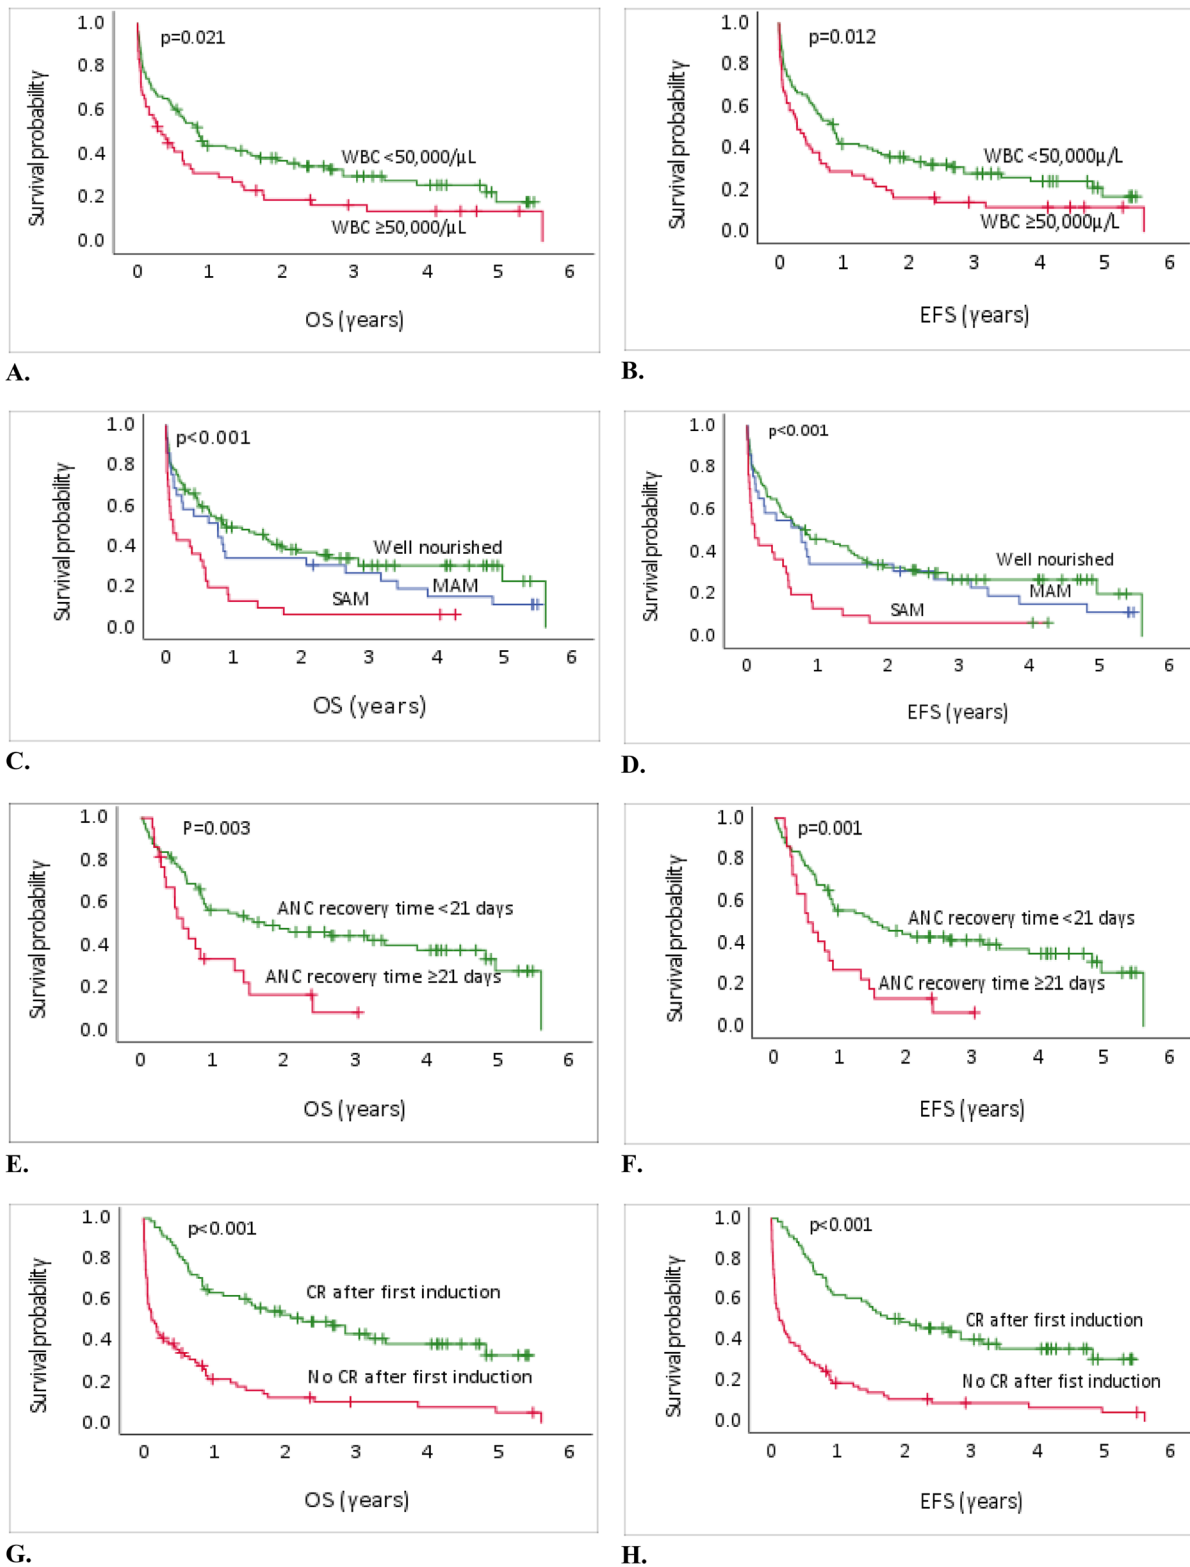 1.0
p=0.021
0.8
0.6
0.4
0.2
0.0
Survival probability
WBC <50,000/µL
WBC ≥50,000/µL
0 1 2 3 4 5 6
OS (years)
A.
1.0
p=0.012
0.8
0.6
0.4
0.2
0.0
Survival probability
WBC <50,000µ/L
WBC ≥50,000µ/L
0 1 2 3 4 5 6
EFS (years)
B.
1.0
p<0.001
0.8
0.6
0.4
0.2
0.0
Survival probability
Well nourished
MAM
SAM
0 1 2 3 4 5 6
OS (years)
C.
1.0
p<0.001
0.8
0.6
0.4
0.2
0.0
Survival probability
Well nourished
MAM
SAM
0 1 2 3 4 5 6
EFS (years)
D.
1.0
P=0.003
0.8
0.6
0.4
0.2
0.0
Survival probability
ANC recovery time <21 days
ANC recovery time ≥21 days
0 1 2 3 4 5 6
OS (years)
E.
1.0
p=0.001
0.8
0.6
0.4
0.2
0.0
Survival probability
ANC recovery time <21 days
ANC recovery time ≥21 days
0 1 2 3 4 5 6
EFS (years)
F.
1.0
p<0.001
0.8
0.6
0.4
0.2
0.0
Survival probability
CR after first induction
No CR after first induction
0 1 2 3 4 5 6
OS (years)
G.
1.0
p<0.001
0.8
0.6
0.4
0.2
0.0
Survival probability
CR after first induction
No CR after fist induction
0 1 2 3 4 5 6
EFS (years)
H.